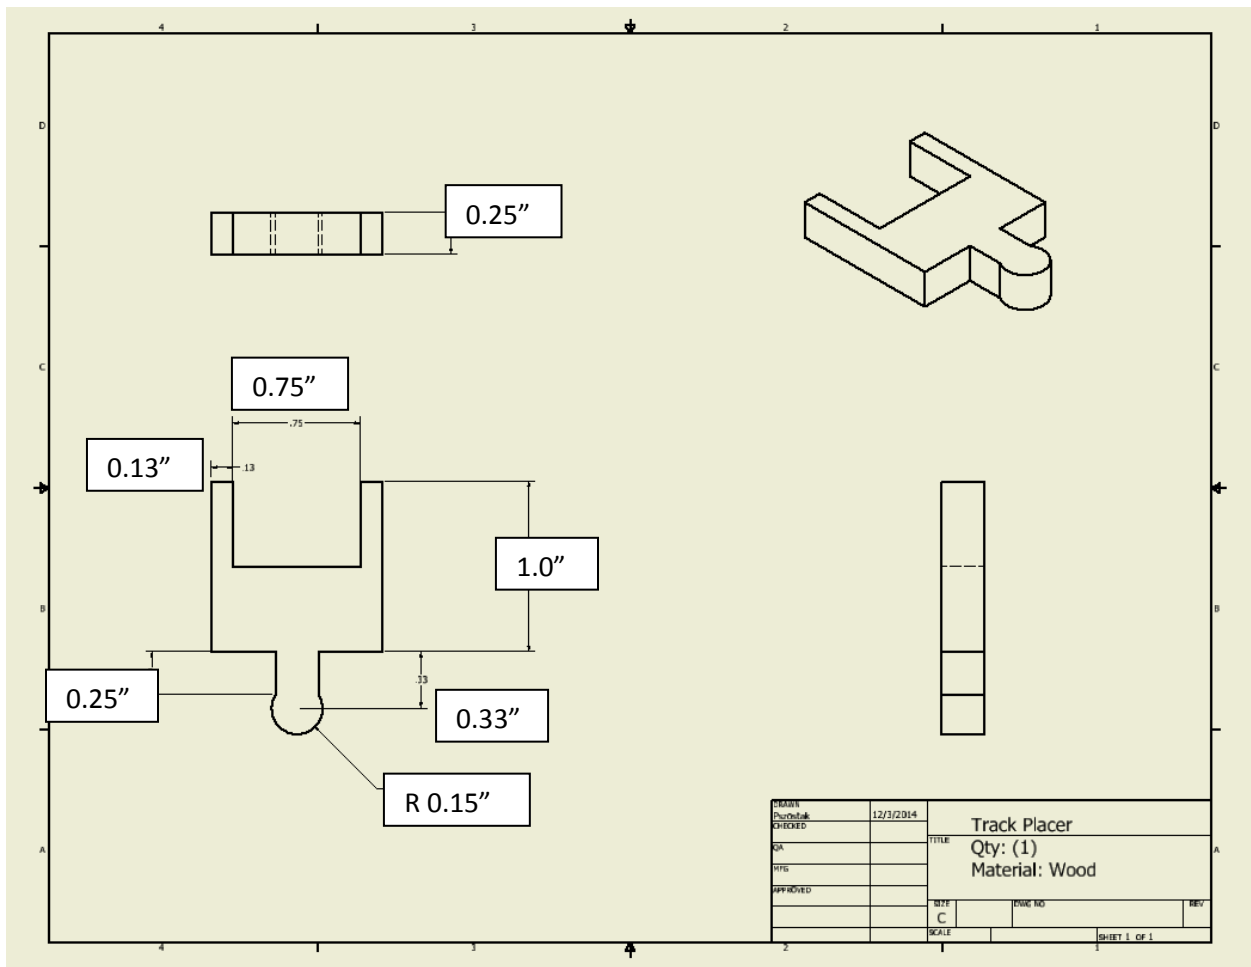 4
3
2
1
D
D
0.25”
C
C
0.75”
.75
0.13”
.13
1.0”
B
B
0.25”
.33
0.33”
R 0.15”
DRAWN
Pszostak
12/3/2014
CHECKED
QA
MFG
APPROVED
TITLE
Track Placer
Qty: (1)
Material: Wood
A
A
SIZE
C
DWG NO
REV
SCALE
SHEET 1 OF 1
4
3
2
1